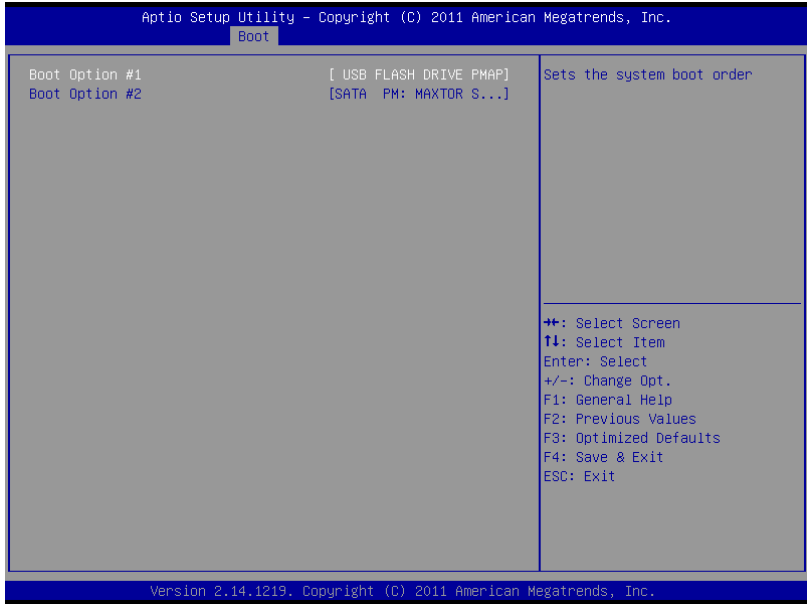 Aptio Setup Utility – Copyright (C) 2011 American Megatrends, Inc.
Boot
Boot Option #1 [ USB FLASH DRIVE PMAP]
Boot Option #2 [SATA PM: MAXTOR S...]
Sets the system boot order
→←: Select Screen
↑↓: Select Item
Enter: Select
+/-: Change Opt.
F1: General Help
F2: Previous Values
F3: Optimized Defaults
F4: Save & Exit
ESC: Exit
Version 2.14.1219. Copyright (C) 2011 American Megatrends, Inc.